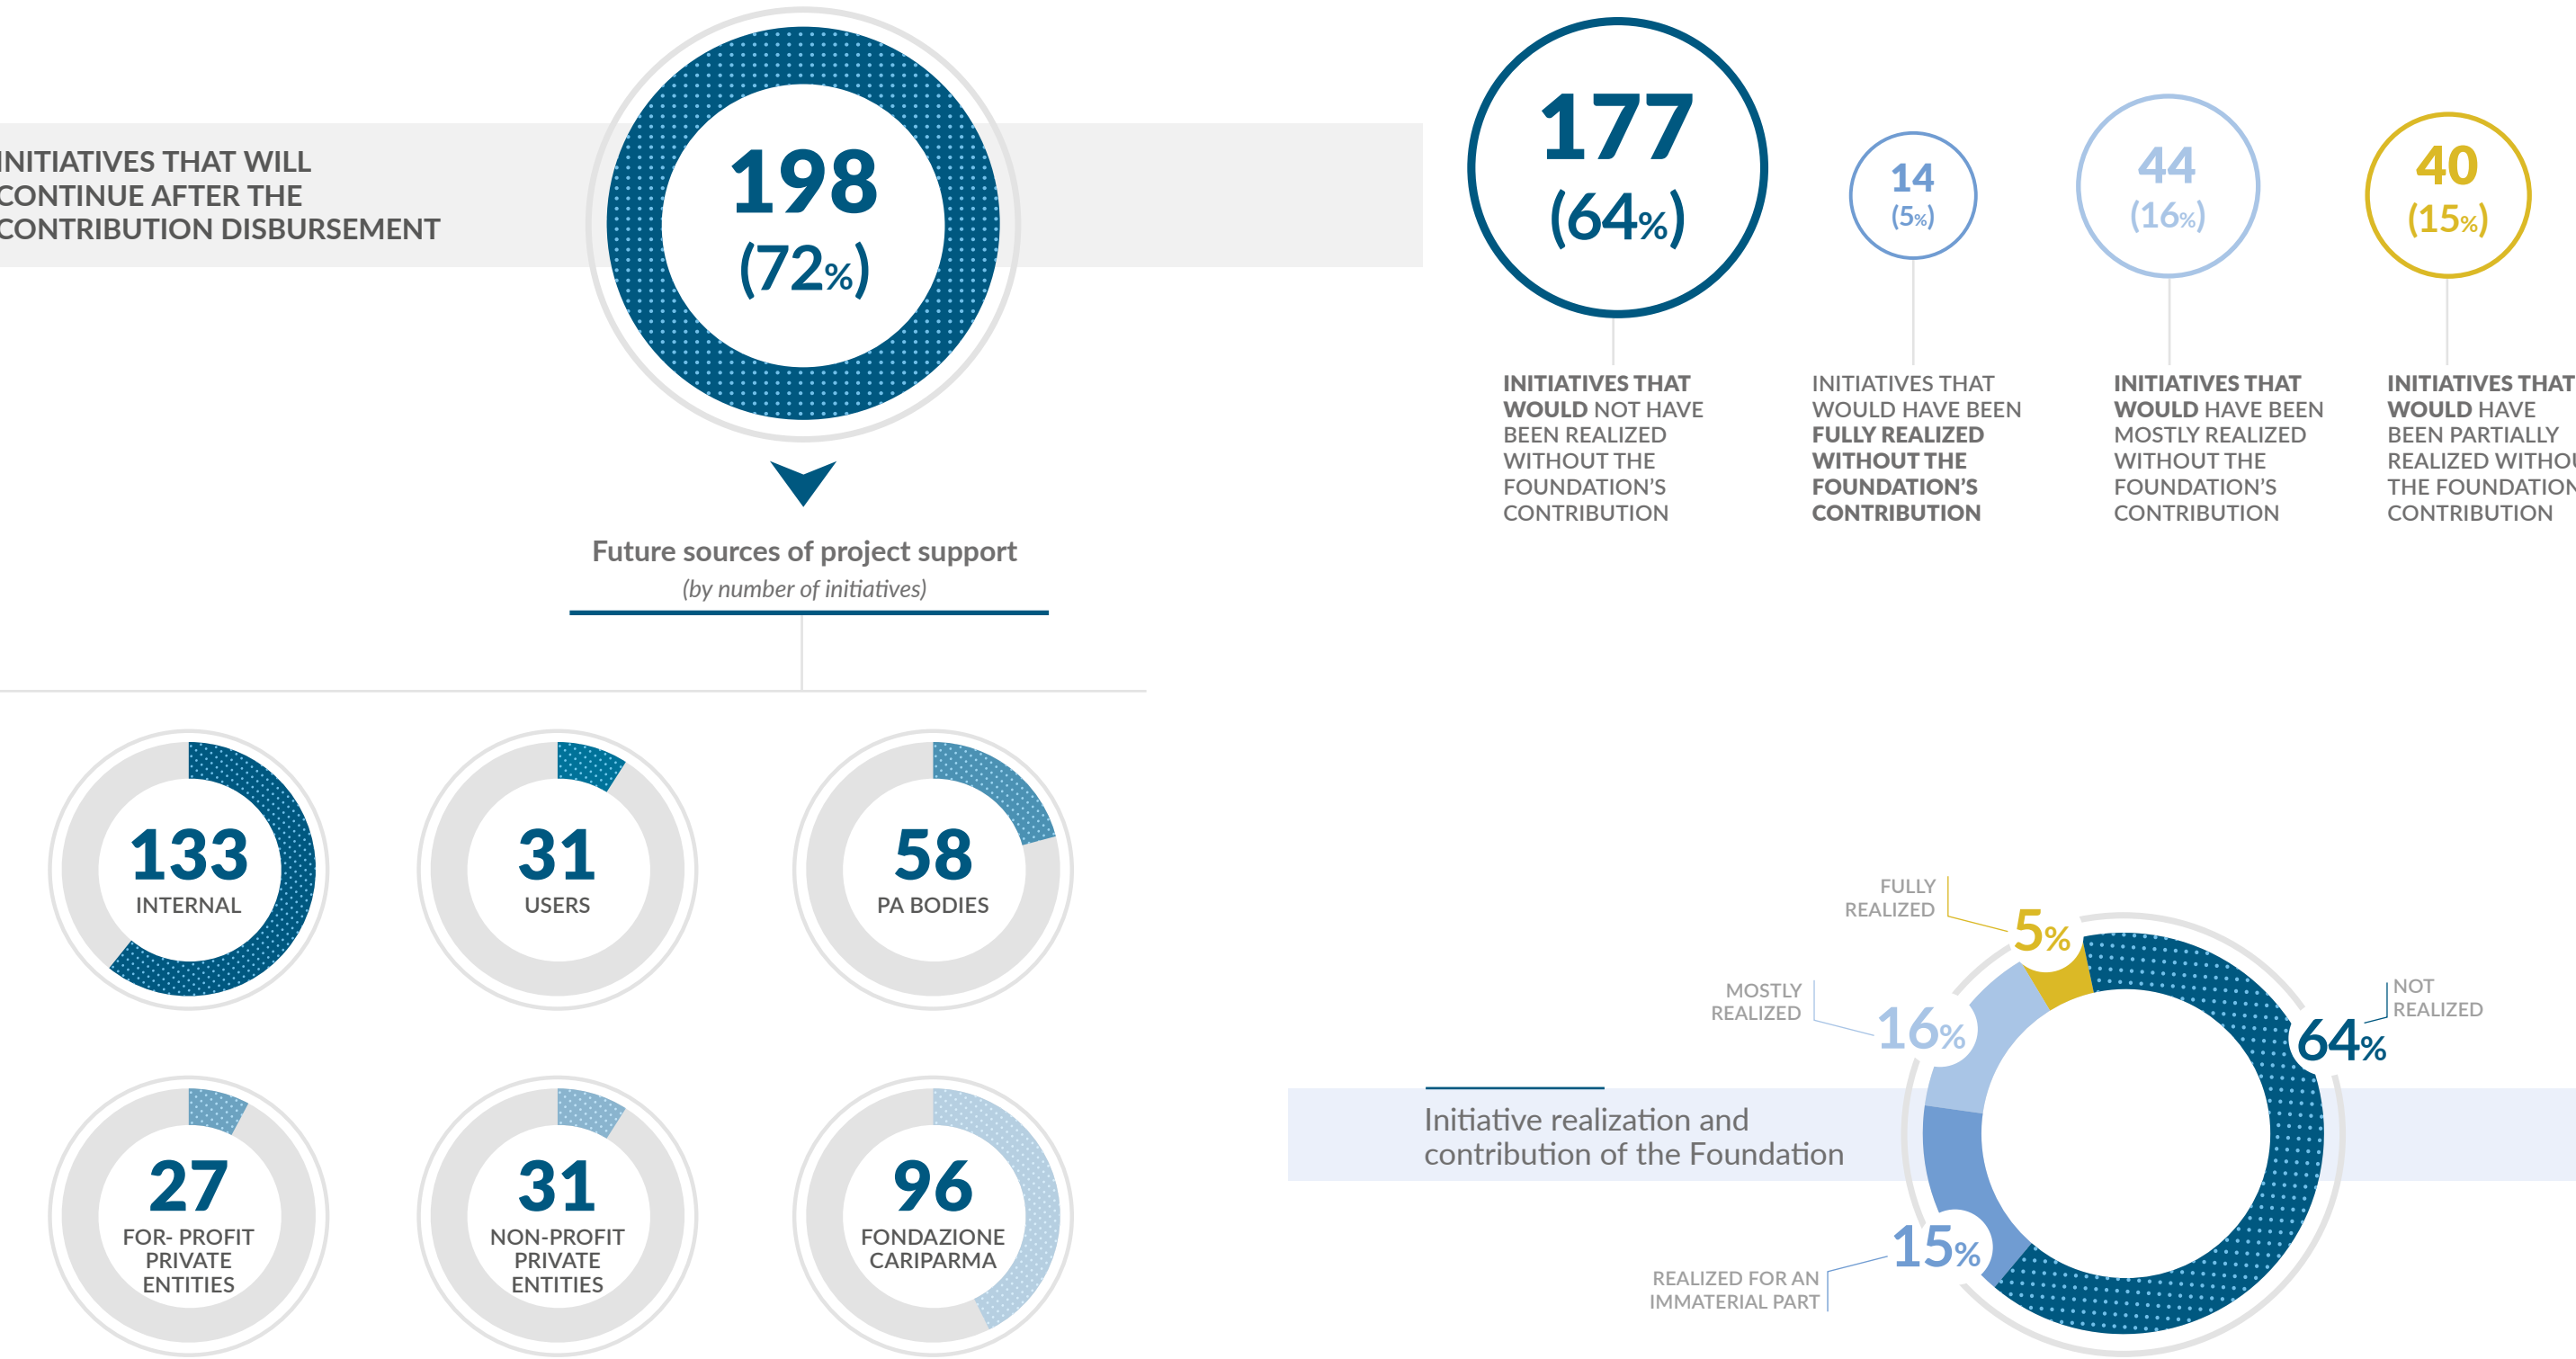 INITIATIVES THAT WILL
CONTINUE AFTER THE
CONTRIBUTION DISBURSEMENT
198
(72%)
Future sources of project support
(by number of initiatives)
133
INTERNAL
31
USERS
58
PA BODIES
27
FOR- PROFIT
PRIVATE
ENTITIES
31
NON-PROFIT
PRIVATE
ENTITIES
96
FONDAZIONE
CARIPARMA
177
(64%)
INITIATIVES THAT
WOULD NOT HAVE
BEEN REALIZED
WITHOUT THE
FOUNDATION’S
CONTRIBUTION
14
(5%)
INITIATIVES THAT
WOULD HAVE BEEN
FULLY REALIZED
WITHOUT THE
FOUNDATION’S
CONTRIBUTION
44
(16%)
INITIATIVES THAT
WOULD HAVE BEEN
MOSTLY REALIZED
WITHOUT THE
FOUNDATION’S
CONTRIBUTION
40
(15%)
INITIATIVES THAT
WOULD HAVE
BEEN PARTIALLY
REALIZED WITHOU
THE FOUNDATION
CONTRIBUTION
Initiative realization and
contribution of the Foundation
FULLY
REALIZED
5%
MOSTLY
REALIZED
16%
NOT
REALIZED
64%
15%
REALIZED FOR AN
IMMATERIAL PART